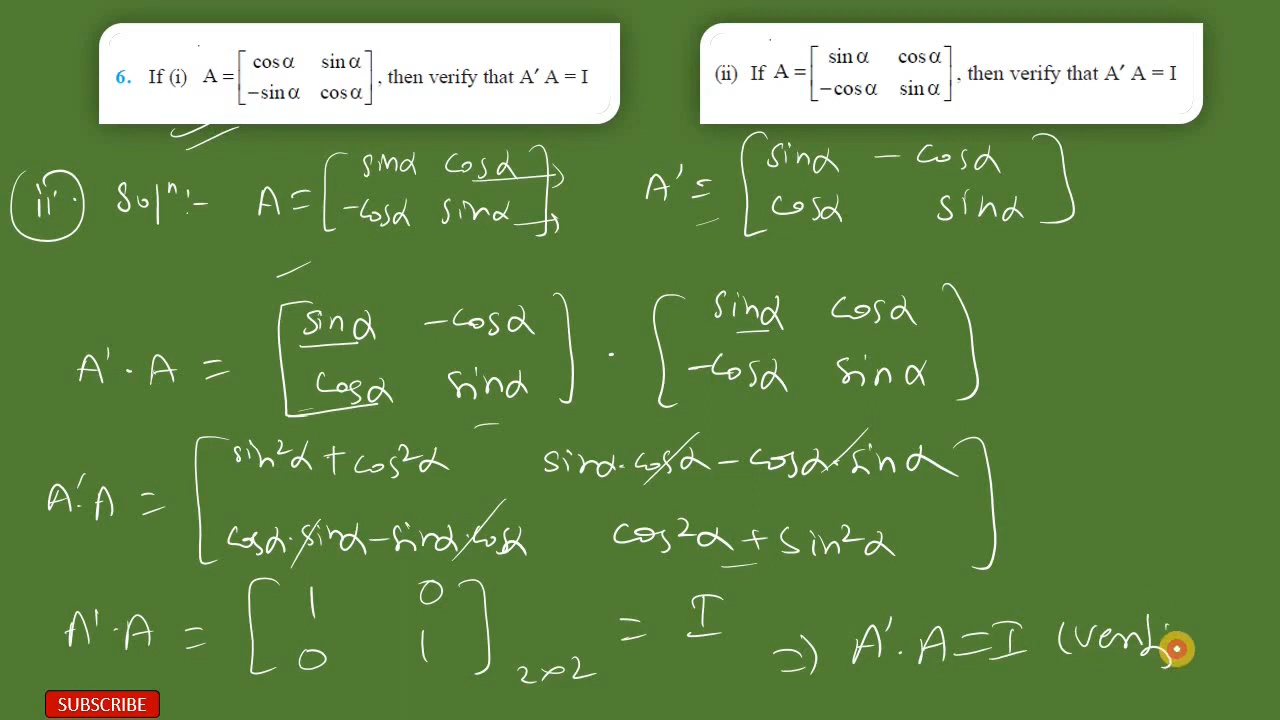 6. If (i) A = [cos α sin α; −sin α cos α], then verify that A′ A = I
(ii) If A = [sin α cos α; −cos α sin α], then verify that A′ A = I
ii. Solⁿ:- A = [sinα cosα; -cosα sinα] A' = [sinα -cosα; cosα sinα]
A' · A = [sinα -cosα; cosα sinα] · [sinα cosα; -cosα sinα]
A'·A = [sin²α + cos²α sinα·cosα - cosα·sinα; cosα·sinα - sinα·cosα cos²α + sin²α]
A'·A = [1 0; 0 1] 2×2 = I ⇒ A'·A = I
SUBSCRIBE